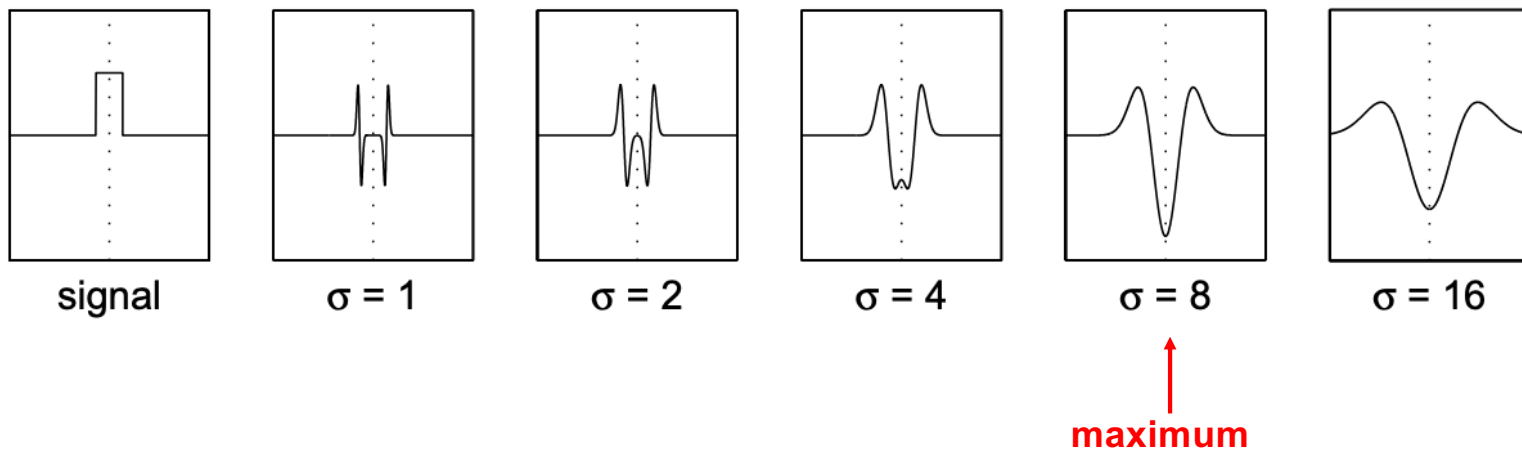 signal
σ = 1
σ = 2
σ = 4
σ = 8
σ = 16
maximum